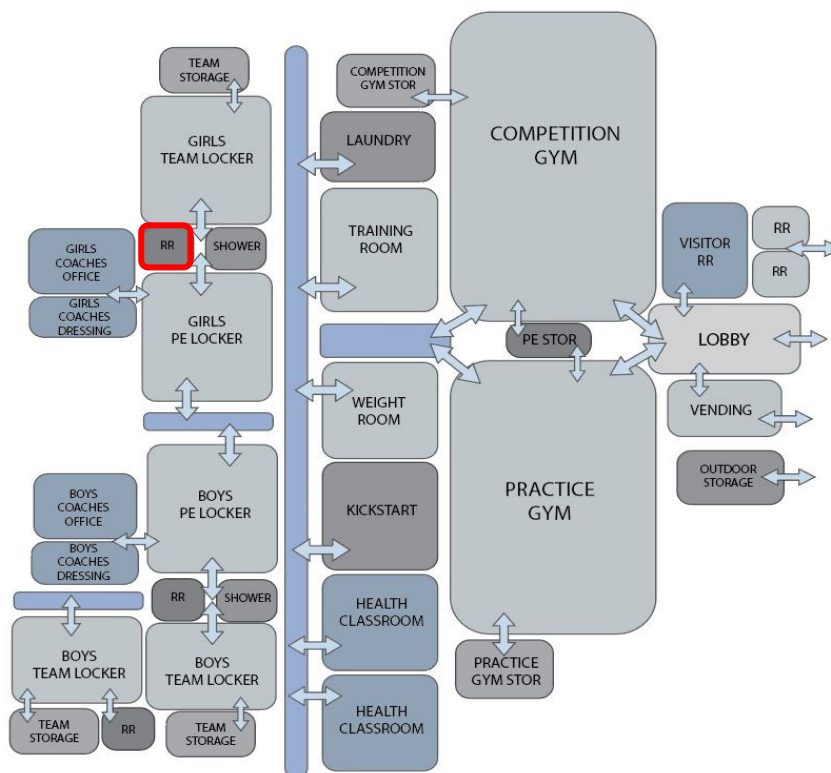 TEAM
STORAGE
GIRLS
TEAM LOCKER
RR
SHOWER
GIRLS
COACHES
OFFICE
GIRLS
COACHES
DRESSING
GIRLS
PE LOCKER
BOYS
PE LOCKER
BOYS
COACHES
OFFICE
BOYS
COACHES
DRESSING
RR
SHOWER
BOYS
TEAM LOCKER
BOYS
TEAM LOCKER
TEAM
STORAGE
RR
TEAM
STORAGE
COMPETITION
GYM STOR
LAUNDRY
TRAINING
ROOM
WEIGHT
ROOM
KICKSTART
HEALTH
CLASSROOM
HEALTH
CLASSROOM
COMPETITION
GYM
PE STOR
PRACTICE
GYM
PRACTICE
GYM STOR
VISITOR
RR
RR
RR
LOBBY
VENDING
OUTDOOR
STORAGE